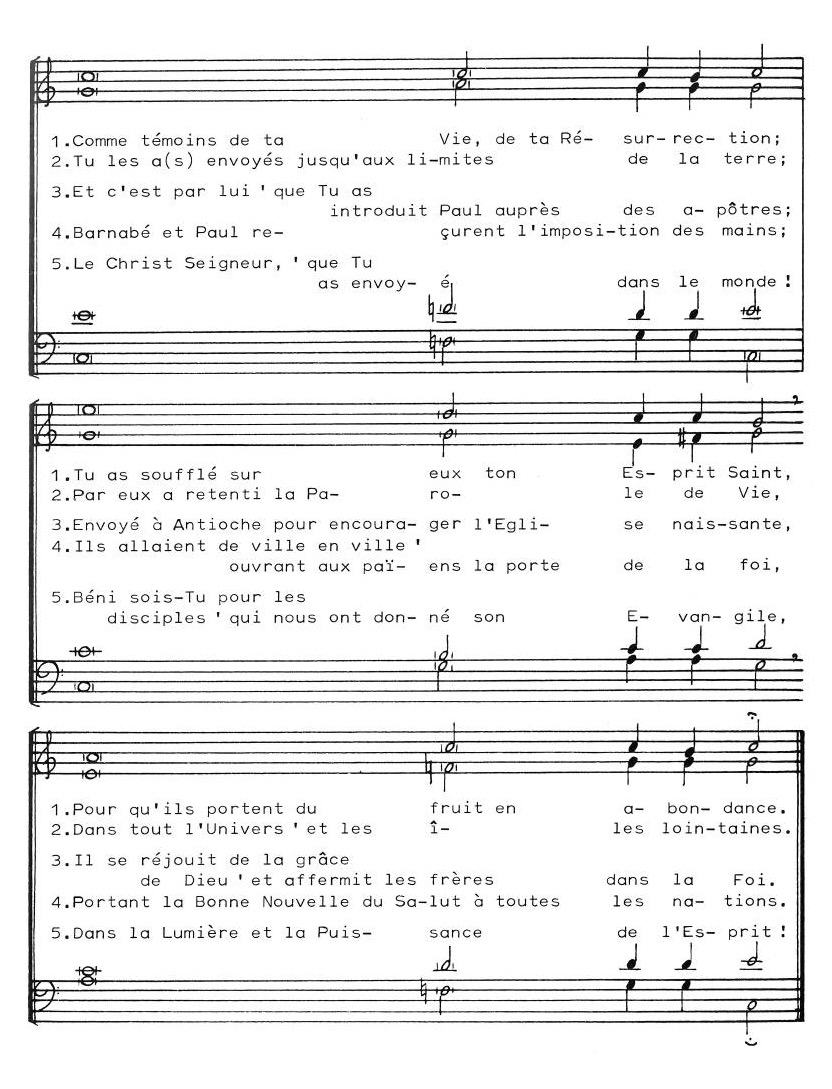 1.Comme témoins de ta Vie, de ta Ré- sur- rec- tion;
2.Tu les a(s) envoyés jusqu'aux li-mites de la terre;
3.Et c'est par lui ' que Tu as
introduit Paul auprès des a- pôtres;
4.Barnabé et Paul re- çurent l'imposi-tion des mains;
5.Le Christ Seigneur, ' que Tu
as envoy- é dans le monde !
1.Tu as soufflé sur eux ton Es- prit Saint,
2.Par eux a retenti la Pa- ro- le de Vie,
3.Envoyé à Antioche pour encoura- ger l'Egli- se nais-sante,
4.Ils allaient de ville en ville '
ouvrant aux paï- ens la porte de la foi,
5.Béni sois-Tu pour les
disciples ' qui nous ont don- né son E- van- gile,
1.Pour qu'ils portent du fruit en a- bon- dance.
2.Dans tout l'Univers ' et les î- les loin-taines.
3.Il se réjouit de la grâce
de Dieu ' et affermit les frères dans la Foi.
4.Portant la Bonne Nouvelle du Sa-lut à toutes les na- tions.
5.Dans la Lumière et la Puis- sance de l'Es- prit !